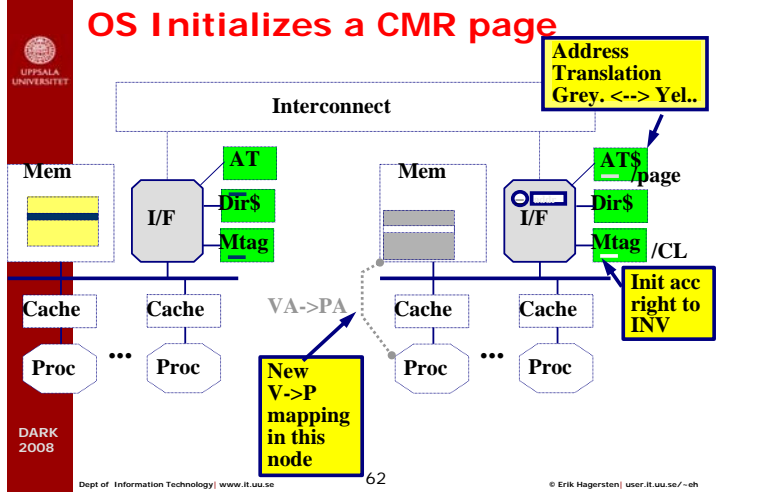 OS Initializes a CMR page
UPPSALA
UNIVERSITET
Address
Translation
Grey. <--> Yel..
Interconnect
Mem
I/F
AT
Dir$
Mtag
Mem
I/F
AT$
/page
Dir$
Mtag
/CL
Init acc
right to
INV
Cache
Cache
VA->PA
Cache
Cache
Proc
...
Proc
New
V->P
mapping
in this
node
Proc
...
Proc
DARK
2008
Dept of Information Technology| www.it.uu.se
62
© Erik Hagersten| user.it.uu.se/~eh